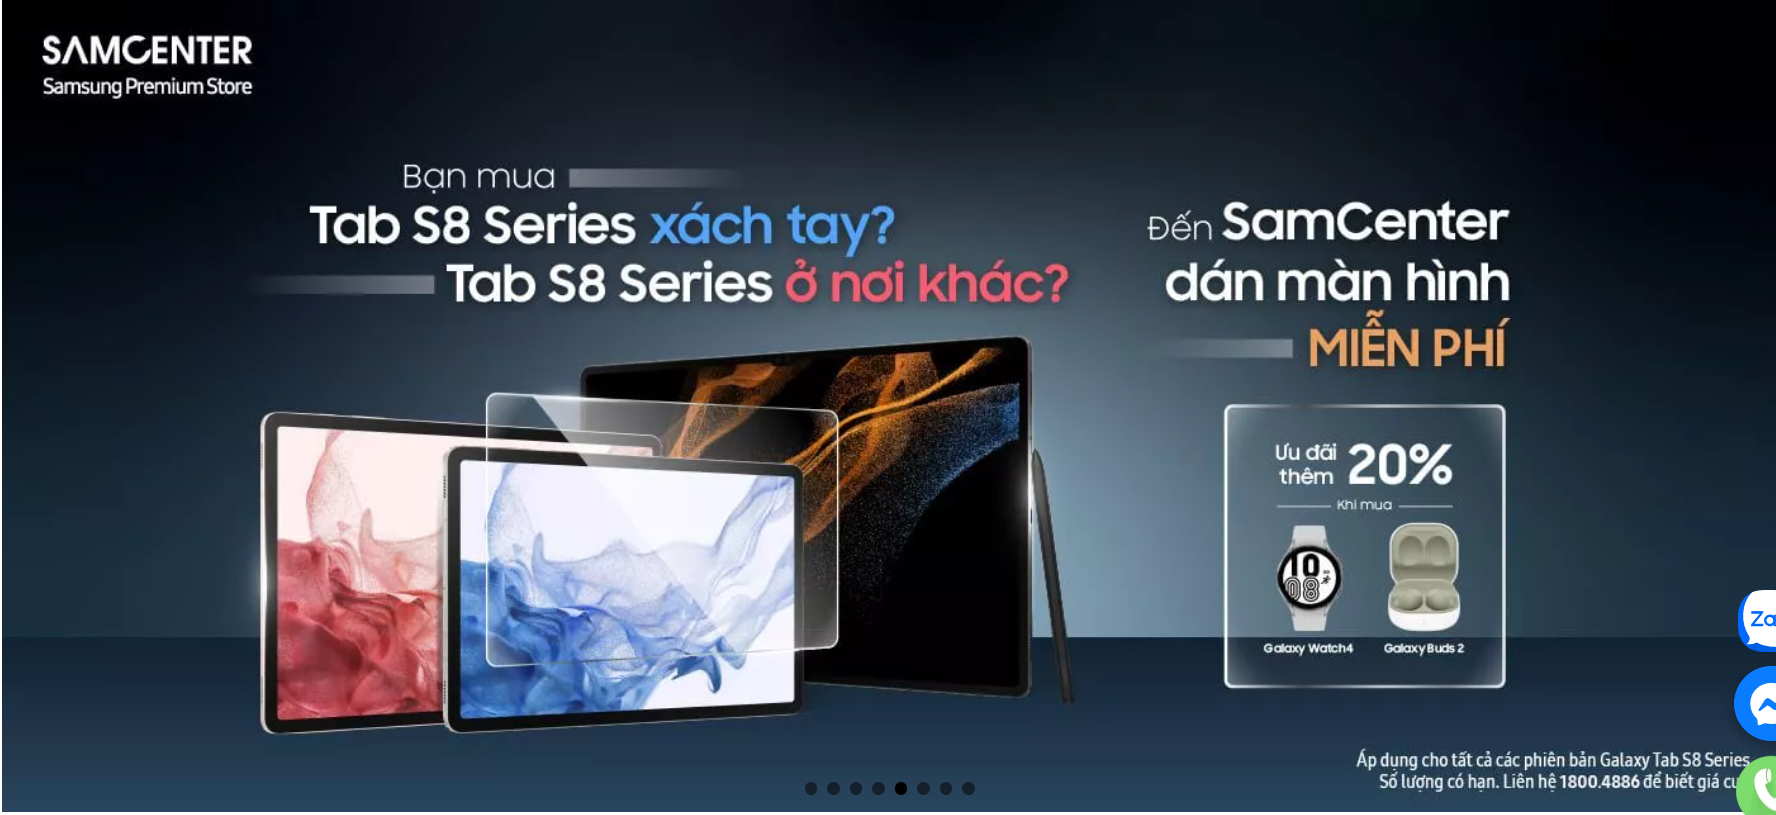 SAMCENTER
Samsung Premium Store
Bạn mua
Tab S8 Series xách tay?
Tab S8 Series ở nơi khác?
Đến SamCenter
dán màn hình
MIỄN PHÍ
Ưu đãi
thêm 20%
Khi mua
10
08
Galaxy Watch4
Galaxy Buds 2
Za
Áp dụng cho tất cả các phiên bản Galaxy Tab S8 Series
Số lượng có hạn. Liên hệ 1800.4886 để biết giá